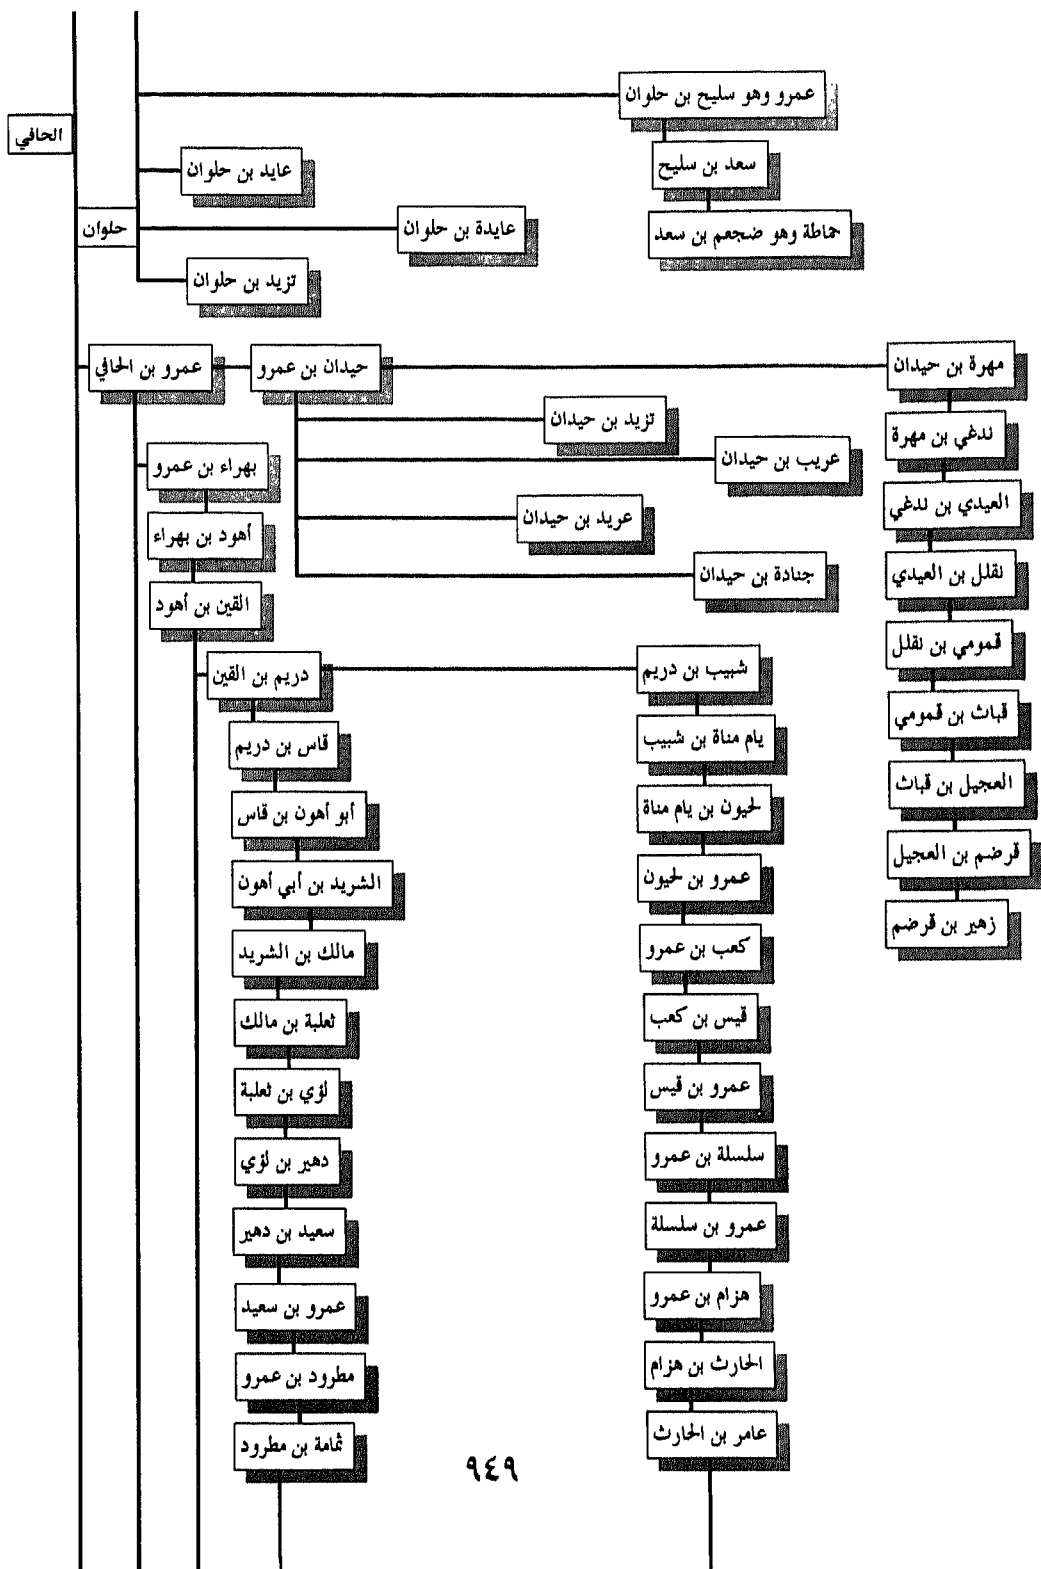 عمرو وهو سليح بن حلوان
الحافي
سعد بن سليح
عايد بن حلوان
حلوان
عايدة بن حلوان
حماطة وهو ضجعم بن سعد
تزيد بن حلوان
مهرة بن حيدان
حيدان بن عمرو
عمرو بن الحافي
تزيد بن حيدان
ندغي بن مهرة
عريب بن حيدان
بهراء بن عمرو
العيدي بن ندغي
عريد بن حيدان
أهود بن بهراء
نقلل بن العيدي
جنادة بن حيدان
القين بن أهود
قمومي بن نقلل
شبيب بن دريم
دريم بن القين
قباث بن قمومي
يام مناة بن شبيب
قاس بن دريم
العجيل بن قباث
لحيون بن يام مناة
أبو أهون بن قاس
قرضم بن العجيل
عمرو بن لحيون
الشريد بن أبي أهون
زهير بن قرضم
كعب بن عمرو
مالك بن الشريد
قيس بن كعب
ثعلبة بن مالك
عمرو بن قيس
لؤي بن ثعلبة
سلسلة بن عمرو
دهير بن لؤي
عمرو بن سلسلة
سعيد بن دهير
هزام بن عمرو
عمرو بن سعيد
الحارث بن هزام
مطرود بن عمرو
عامر بن الحارث
ثمامة بن مطرود
٩٤٩